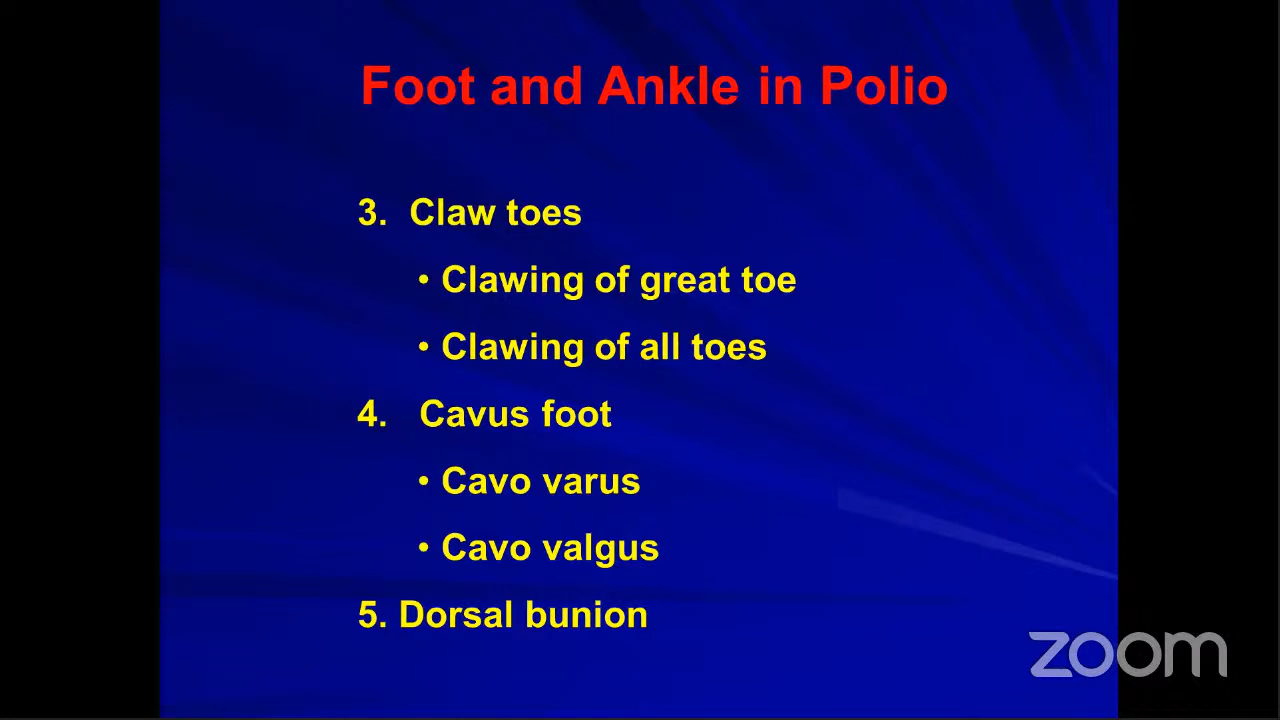 Foot and Ankle in Polio
3. Claw toes
• Clawing of great toe
• Clawing of all toes
4. Cavus foot
• Cavo varus
• Cavo valgus
5. Dorsal bunion
zoom